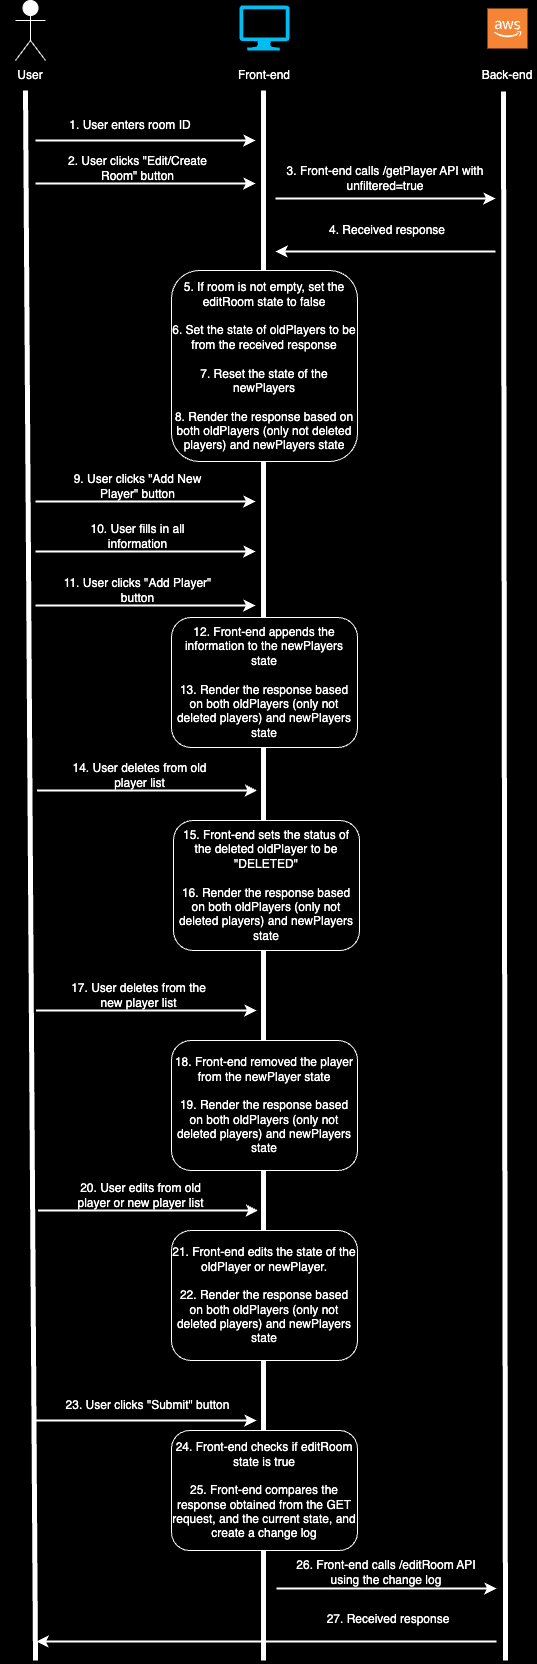 aws
User
Front-end
Back-end
1. User enters room ID
2. User clicks "Edit/Create
Room" button
3. Front-end calls /getPlayer API with
unfiltered=true
4. Received response
5. If room is not empty, set the
editRoom state to false
6. Set the state of oldPlayers to be
from the received response
7. Reset the state of the
newPlayers
8. Render the response based on
both oldPlayers (only not deleted
players) and newPlayers state
9. User clicks "Add New
Player" button
10. User fills in all
information
11. User clicks "Add Player"
button
12. Front-end appends the
information to the newPlayers
state
13. Render the response based
on both oldPlayers (only not
deleted players) and newPlayers
state
14. User deletes from old
player list
15. Front-end sets the status of
the deleted oldPlayer to be
"DELETED"
16. Render the response based
on both oldPlayers (only not
deleted players) and newPlayers
state
17. User deletes from the
new player list
18. Front-end removed the player
from the newPlayer state
19. Render the response based
on both oldPlayers (only not
deleted players) and newPlayers
state
20. User edits from old
player or new player list
21. Front-end edits the state of the
oldPlayer or newPlayer.
22. Render the response based
on both oldPlayers (only not
deleted players) and newPlayers
state
23. User clicks "Submit" button
24. Front-end checks if editRoom
state is true
25. Front-end compares the
response obtained from the GET
request, and the current state, and
create a change log
26. Front-end calls /editRoom API
using the change log
27. Received response